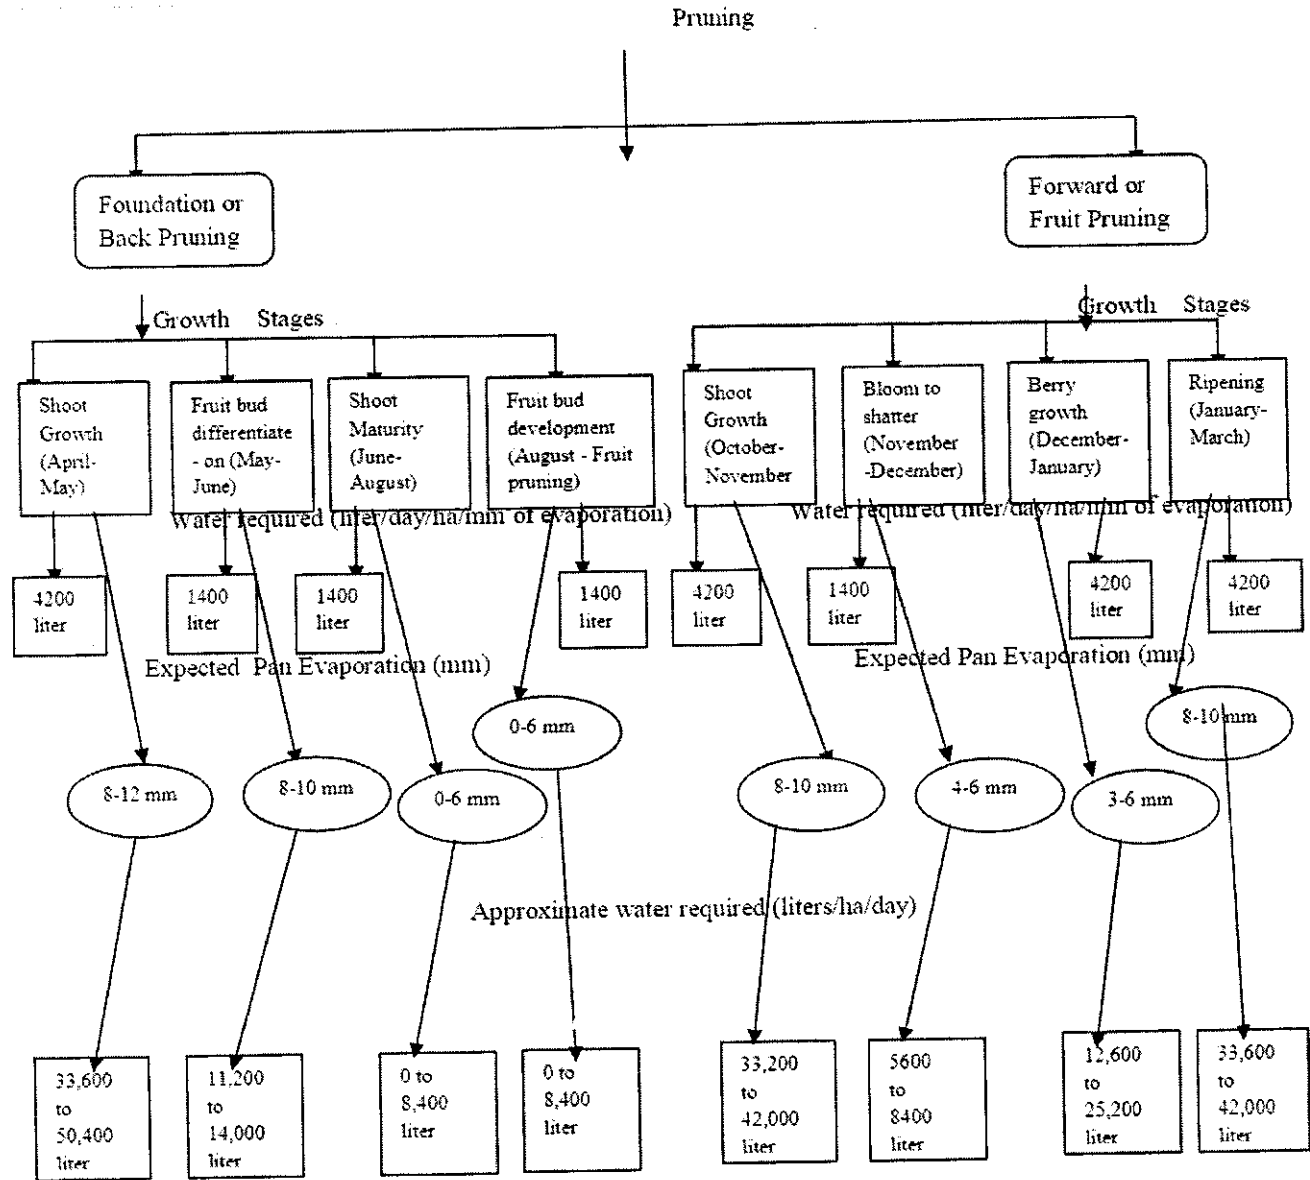 Pruning
Foundation or
Back Pruning
Forward or
Fruit Pruning
Growth Stages
Growth Stages
Shoot
Growth
(April-
May)
Fruit bud
differentiate
- on (May-
June)
Shoot
Maturity
(June-
August)
Fruit bud
development
(August - Fruit
pruning)
Shoot
Growth
(October-
November
Bloom to
shatter
(November
-December)
Berry
growth
(December-
January)
Ripening
(January-
March)
Water required (liter/day/ha/mm of evaporation)
Water required (liter/day/ha/mm of evaporation)
4200
liter
1400
liter
1400
liter
1400
liter
4200
liter
1400
liter
4200
liter
4200
liter
Expected Pan Evaporation (mm)
Expected Pan Evaporation (mm)
8-12 mm
8-10 mm
0-6 mm
0-6 mm
8-10 mm
4-6 mm
3-6 mm
8-10 mm
Approximate water required (liters/ha/day)
33,600
to
50,400
liter
11,200
to
14,000
liter
0 to
8,400
liter
0 to
8,400
liter
33,200
to
42,000
liter
5600
to
8400
liter
12,600
to
25,200
liter
33,600
to
42,000
liter